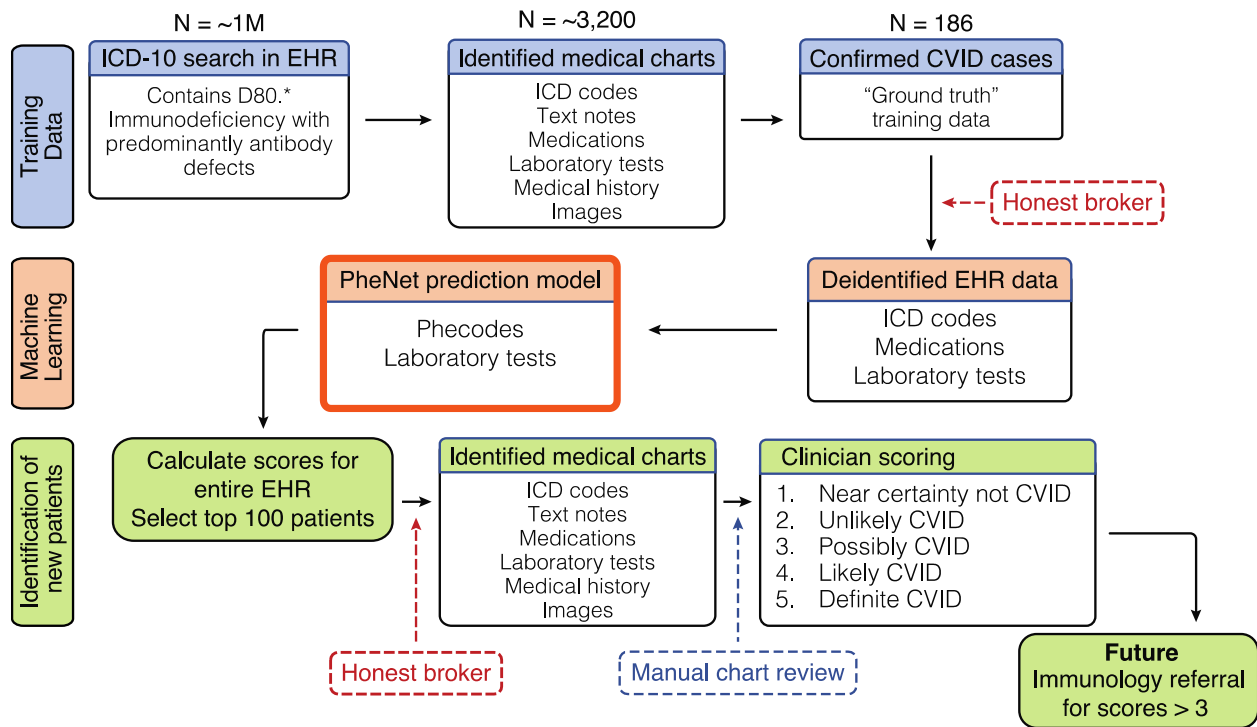 N = ~1M
N = ~3,200
N = 186
Training
Data
ICD-10 search in EHR
Contains D80.*
Immunodeficiency with
predominantly antibody
defects
Identified medical charts
ICD codes
Text notes
Medications
Laboratory tests
Medical history
Images
Confirmed CVID cases
“Ground truth”
training data
Honest broker
Machine
Learning
PheNet prediction model
Phecodes
Laboratory tests
Deidentified EHR data
ICD codes
Medications
Laboratory tests
Identification of
new patients
Calculate scores for
entire EHR
Select top 100 patients
Identified medical charts
ICD codes
Text notes
Medications
Laboratory tests
Medical history
Images
Clinician scoring
1. Near certainty not CVID
2. Unlikely CVID
3. Possibly CVID
4. Likely CVID
5. Definite CVID
Honest broker
Manual chart review
Future
Immunology referral
for scores > 3